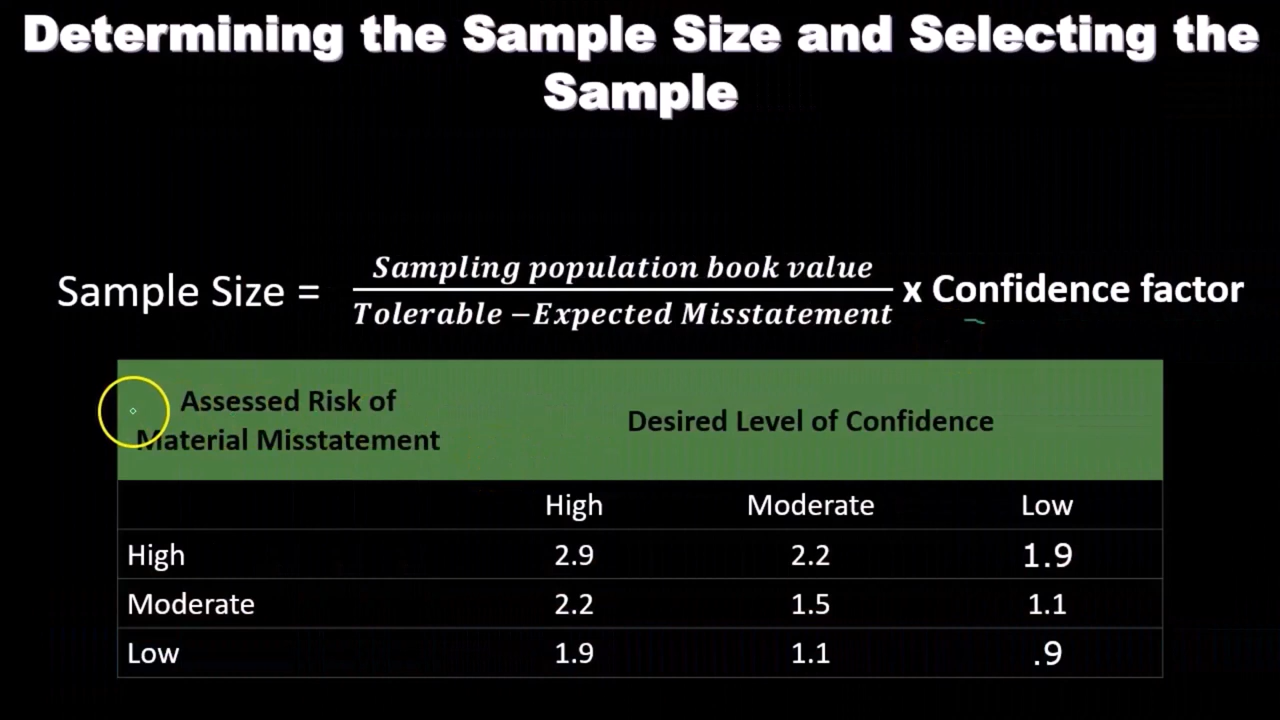 Determining the Sample Size and Selecting the
Sample
Sample Size = Sampling population book value / Tolerable −Expected Misstatement x Confidence factor
Assessed Risk of
Material Misstatement
Desired Level of Confidence
High Moderate Low
High 2.9 2.2 1.9
Moderate 2.2 1.5 1.1
Low 1.9 1.1 .9